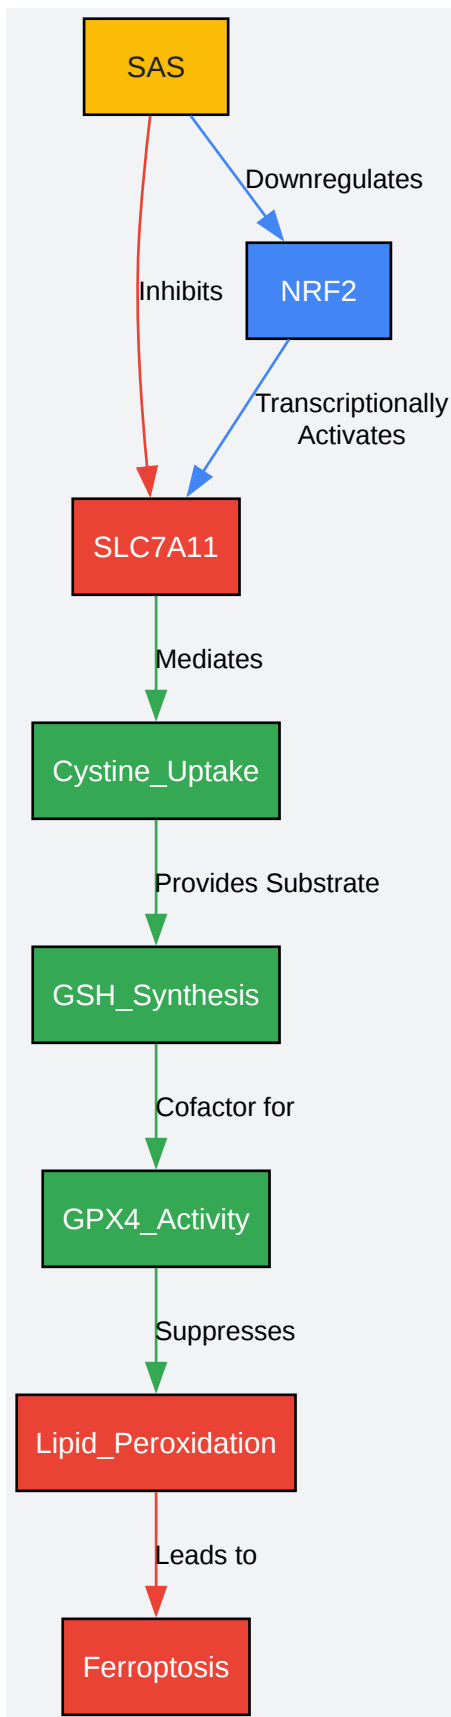 SAS
Downregulates
Inhibits
NRF2
Transcriptionally
Activates
SLC7A11
Mediates
Cystine_Uptake
Provides Substrate
GSH_Synthesis
Cofactor for
GPX4_Activity
Suppresses
Lipid_Peroxidation
Leads to
Ferroptosis